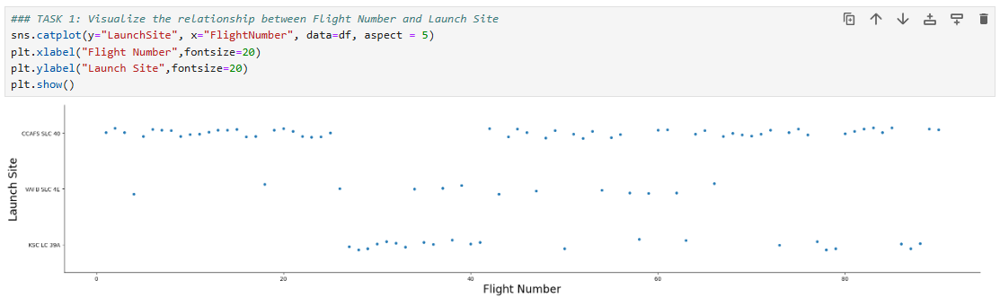 ### TASK 1: Visualize the relationship between Flight Number and Launch Site
sns.catplot(y="LaunchSite", x="FlightNumber", data=df, aspect = 5)
plt.xlabel("Flight Number",fontsize=20)
plt.ylabel("Launch Site",fontsize=20)
plt.show()
CCAFS SLC 40
VAFB SLC 4E
KSC LC 39A
Launch Site
0 20 40 60 80
Flight Number